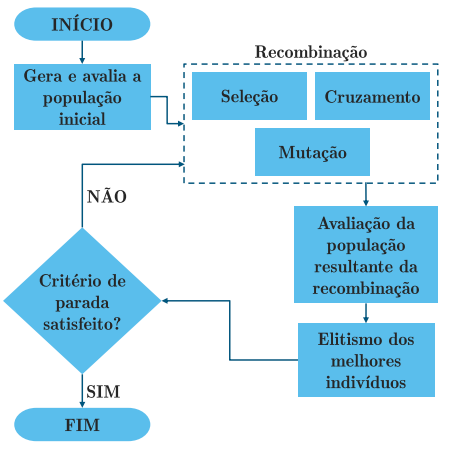 INÍCIO
Gera e avalia a
população
inicial
Recombinação
Seleção
Cruzamento
Mutação
Avaliação da
população
resultante da
recombinação
Elitismo dos
melhores
indivíduos
Critério de
parada
satisfeito?
NÃO
SIM
FIM